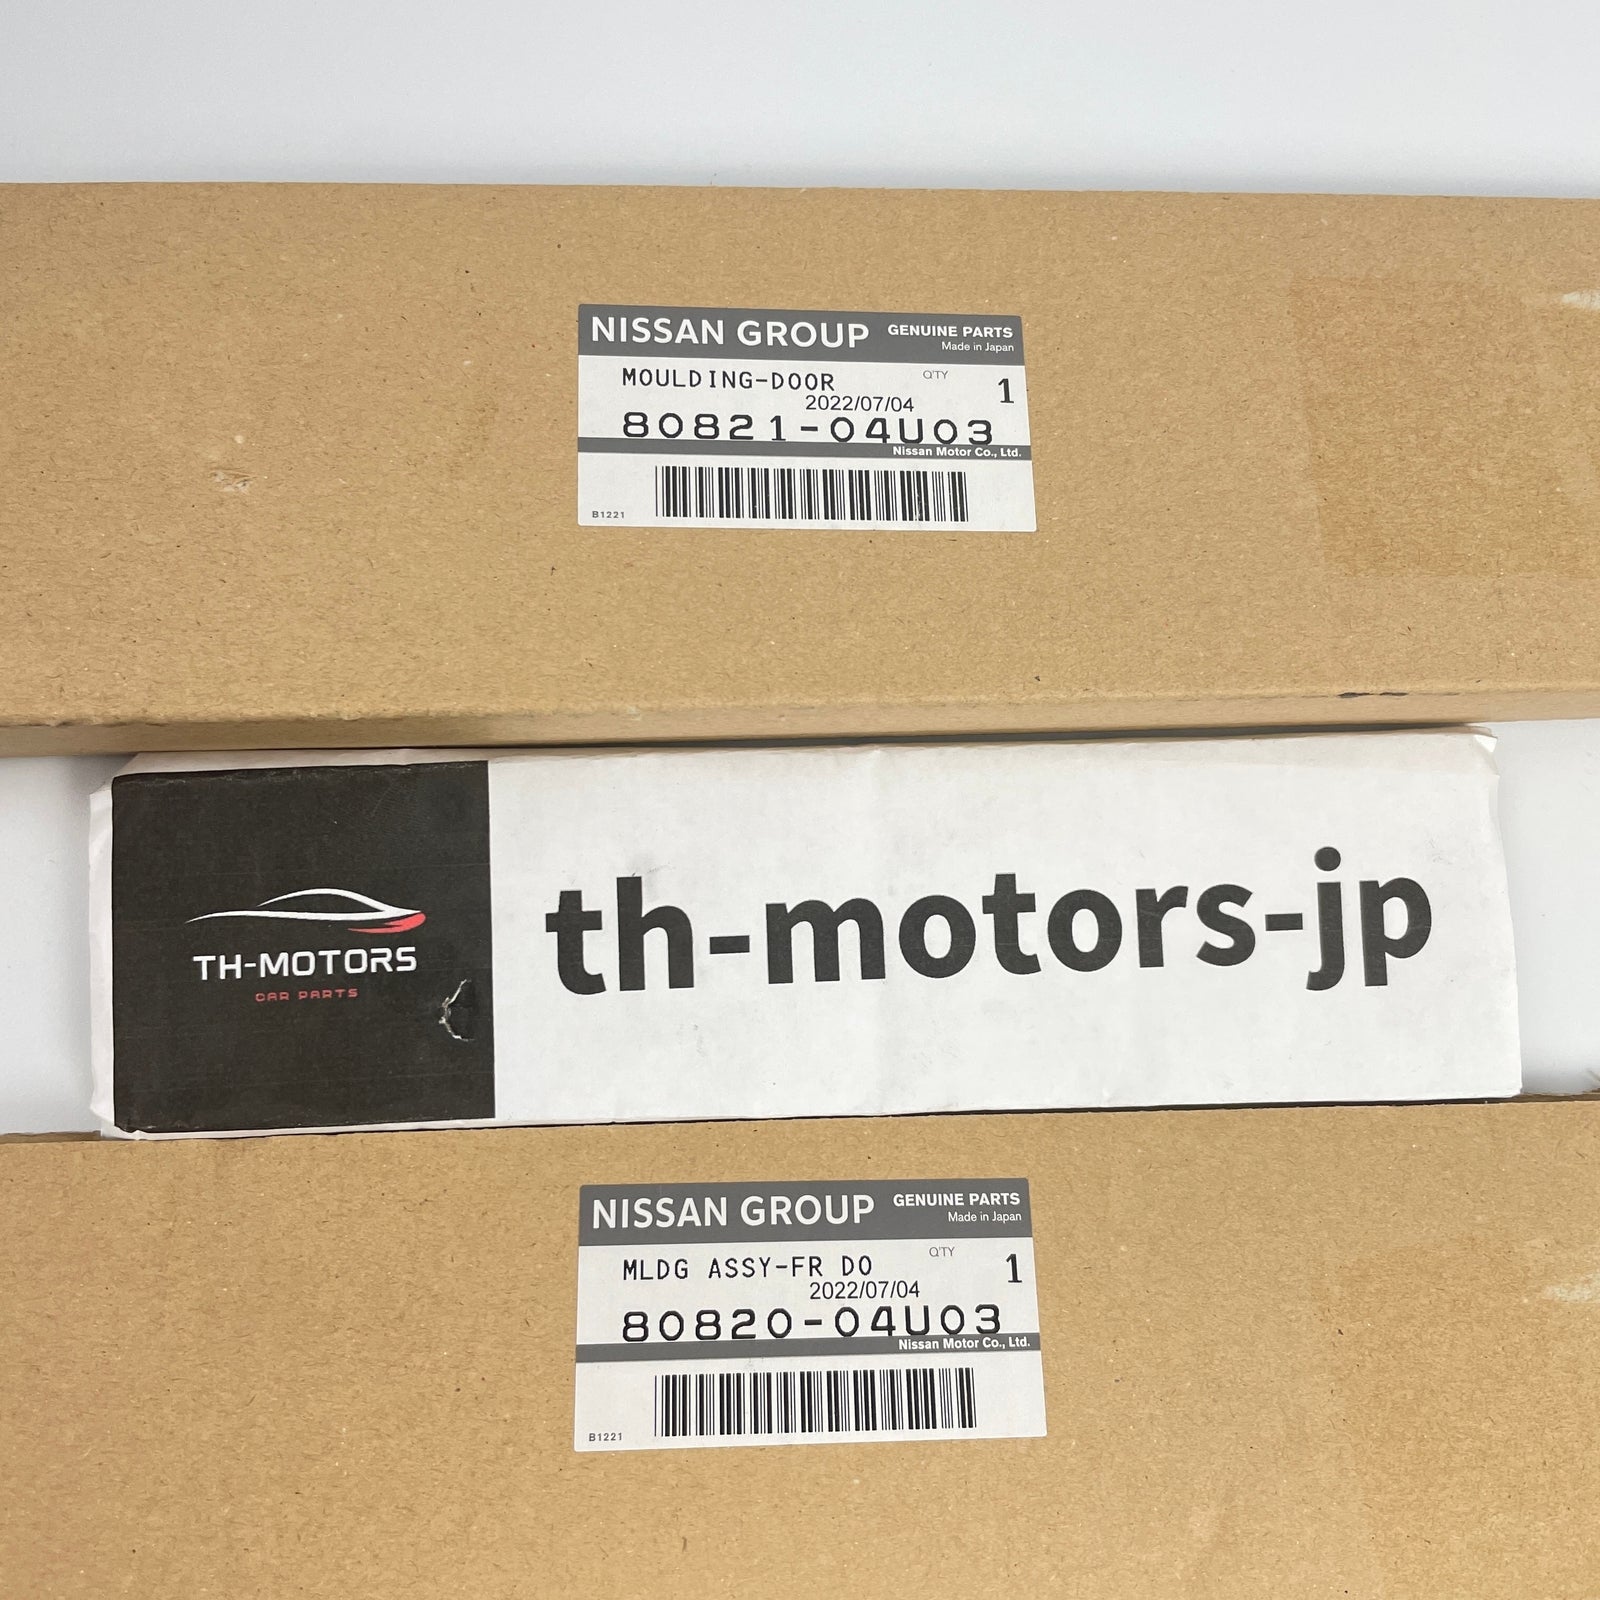 NISSAN GROUP GENUINE PARTS
Made in Japan
MOULDING-DOOR Q'TY 1
2022/07/04
80821-04U03
Nissan Motor Co., Ltd.
B1221
TH-MOTORS
CAR PARTS
th-motors-jp
NISSAN GROUP GENUINE PARTS
Made in Japan
MLDG ASSY-FR DO Q'TY 1
2022/07/04
80820-04U03
Nissan Motor Co., Ltd.
B1221